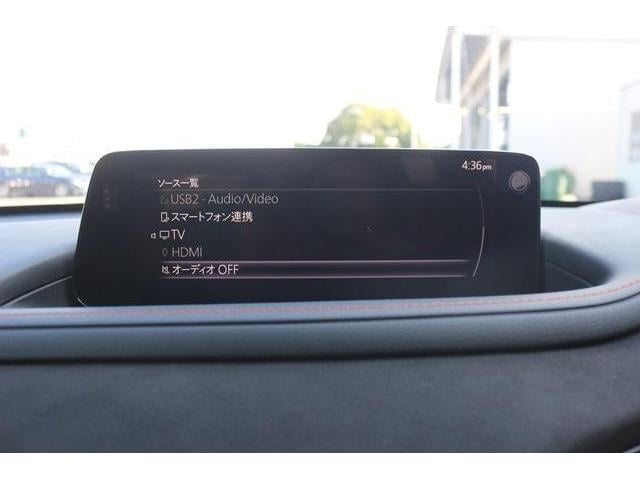 4:36pm
ソース一覧
USB2 - Audio/Video
スマートフォン連携
TV
HDMI
オーディオ OFF